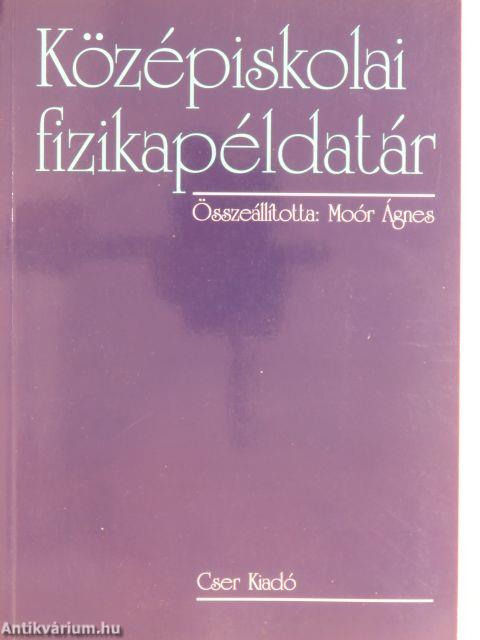 Középiskolai
fizikapéldatár
Összeállította: Moór Ágnes
Cser Kiadó
Antikvárium.hu